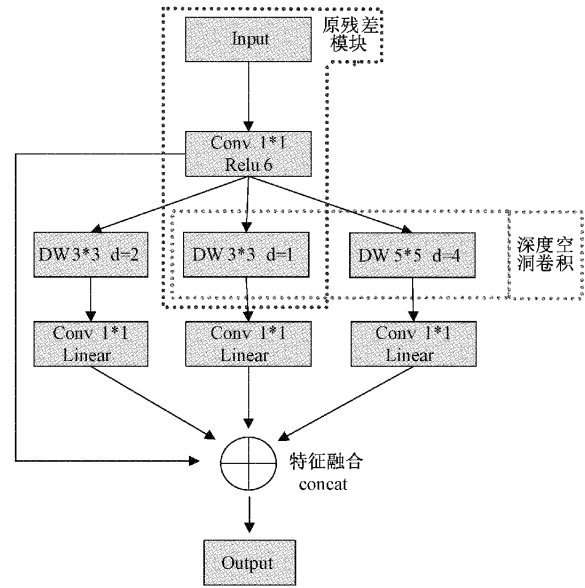 Input
原残差
模块
Conv 1*1
Relu 6
DW 3*3 d=2
DW 3*3 d=1
DW 5*5 d=4
深度空
洞卷积
Conv 1*1
Linear
Conv 1*1
Linear
Conv 1*1
Linear
特征融合
concat
Output